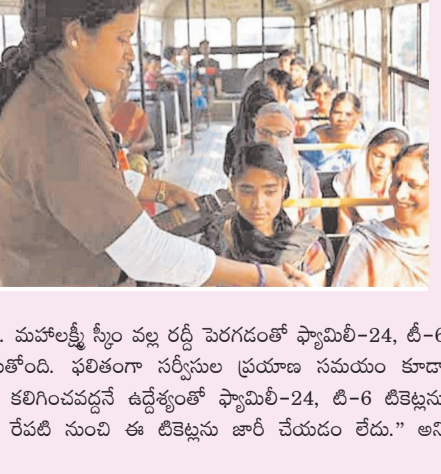 . మహాలక్ష్మీ స్కీం వల్ల రద్దీ పెరగడంతో ఫ్యామిలీ-24, టీ-6
తోంది. ఫలితంగా సర్వీసుల ప్రయాణ సమయం కూడా
కలిగించవద్దనే ఉద్దేశ్యంతో ఫ్యామిలీ-24, టి-6 టికెట్లను
రేపటి నుంచి ఈ టికెట్లను జారీ చేయడం లేదు.” అని